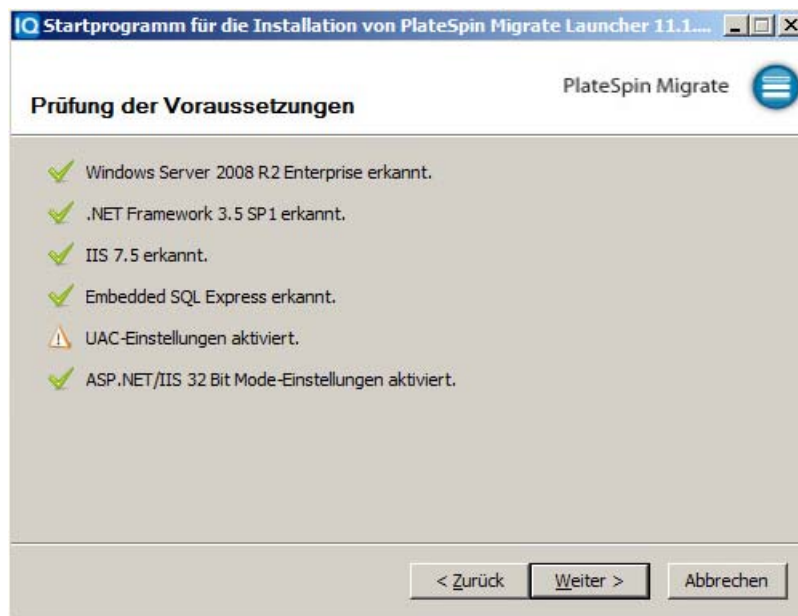 IQ Startprogramm für die Installation von PlateSpin Migrate Launcher 11.1....
PlateSpin Migrate
Prüfung der Voraussetzungen
Windows Server 2008 R2 Enterprise erkannt.
.NET Framework 3.5 SP1 erkannt.
IIS 7.5 erkannt.
Embedded SQL Express erkannt.
UAC-Einstellungen aktiviert.
ASP.NET/IIS 32 Bit Mode-Einstellungen aktiviert.
< Zurück
Weiter >
Abbrechen